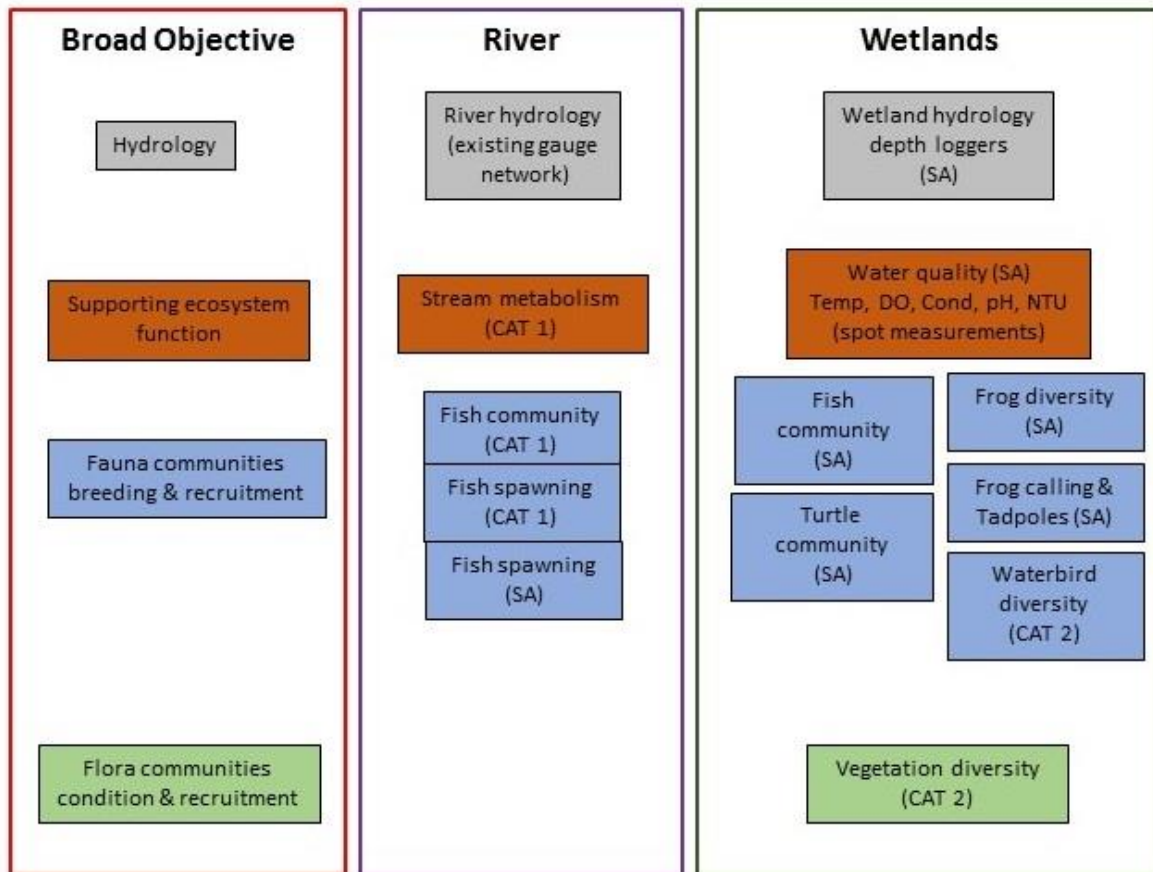 Broad Objective
Hydrology
Supporting ecosystem
function
Fauna communities
breeding & recruitment
Flora communities
condition & recruitment
River
River hydrology
(existing gauge
network)
Stream metabolism
(CAT 1)
Fish community
(CAT 1)
Fish spawning
(CAT 1)
Fish spawning
(SA)
Wetlands
Wetland hydrology
depth loggers
(SA)
Water quality (SA)
Temp, DO, Cond, pH, NTU
(spot measurements)
Fish
community
(SA)
Turtle
community
(SA)
Frog diversity
(SA)
Frog calling &
Tadpoles (SA)
Waterbird
diversity
(CAT 2)
Vegetation diversity
(CAT 2)